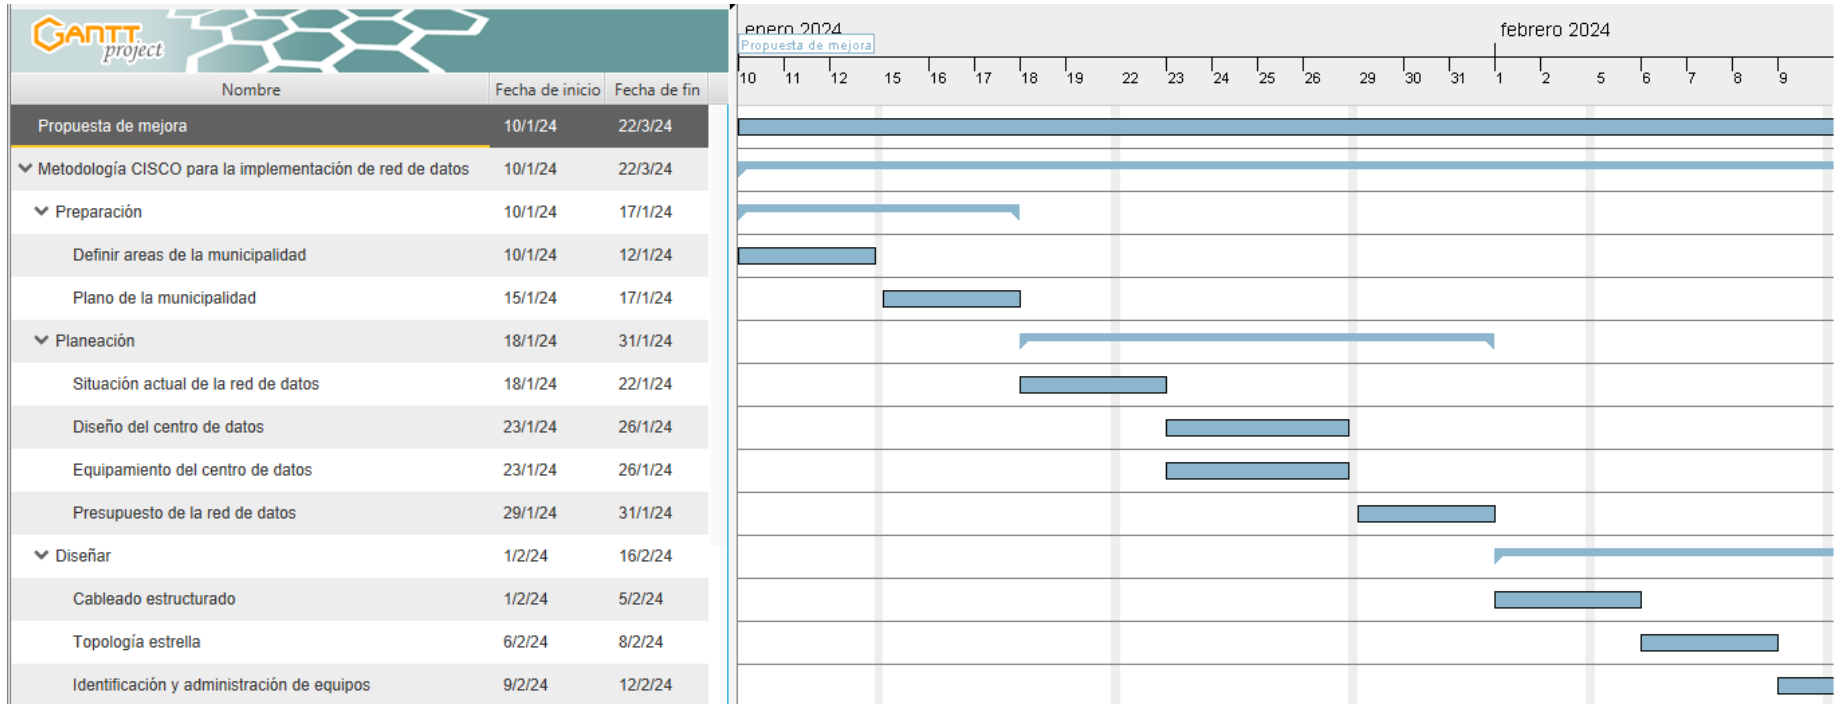 GANTT
project
enero 2024
febrero 2024
Propuesta de mejora
10 11 12 15 16 17 18 19 22 23 24 25 26 29 30 31 1 2 5 6 7 8 9
Nombre Fecha de inicio Fecha de fin
Propuesta de mejora 10/1/24 22/3/24
Metodología CISCO para la implementación de red de datos 10/1/24 22/3/24
Preparación 10/1/24 17/1/24
Definir areas de la municipalidad 10/1/24 12/1/24
Plano de la municipalidad 15/1/24 17/1/24
Planeación 18/1/24 31/1/24
Situación actual de la red de datos 18/1/24 22/1/24
Diseño del centro de datos 23/1/24 26/1/24
Equipamiento del centro de datos 23/1/24 26/1/24
Presupuesto de la red de datos 29/1/24 31/1/24
Diseñar 1/2/24 16/2/24
Cableado estructurado 1/2/24 5/2/24
Topología estrella 6/2/24 8/2/24
Identificación y administración de equipos 9/2/24 12/2/24